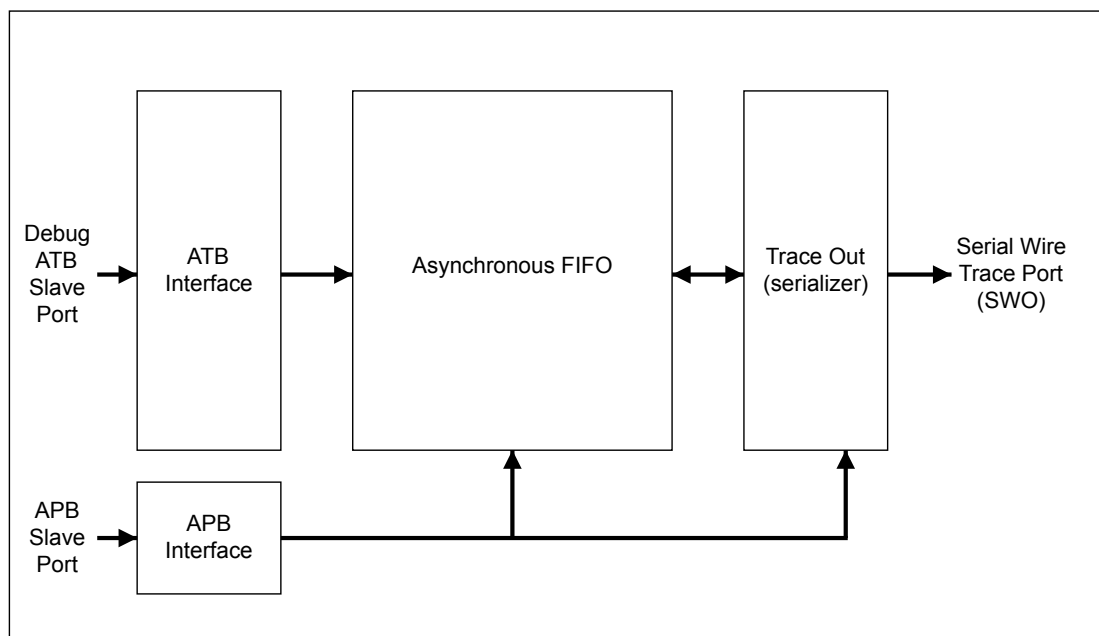 Debug
ATB
Slave
Port
ATB
Interface
Asynchronous FIFO
Trace Out
(serializer)
Serial Wire
Trace Port
(SWO)
APB
Slave
Port
APB
Interface